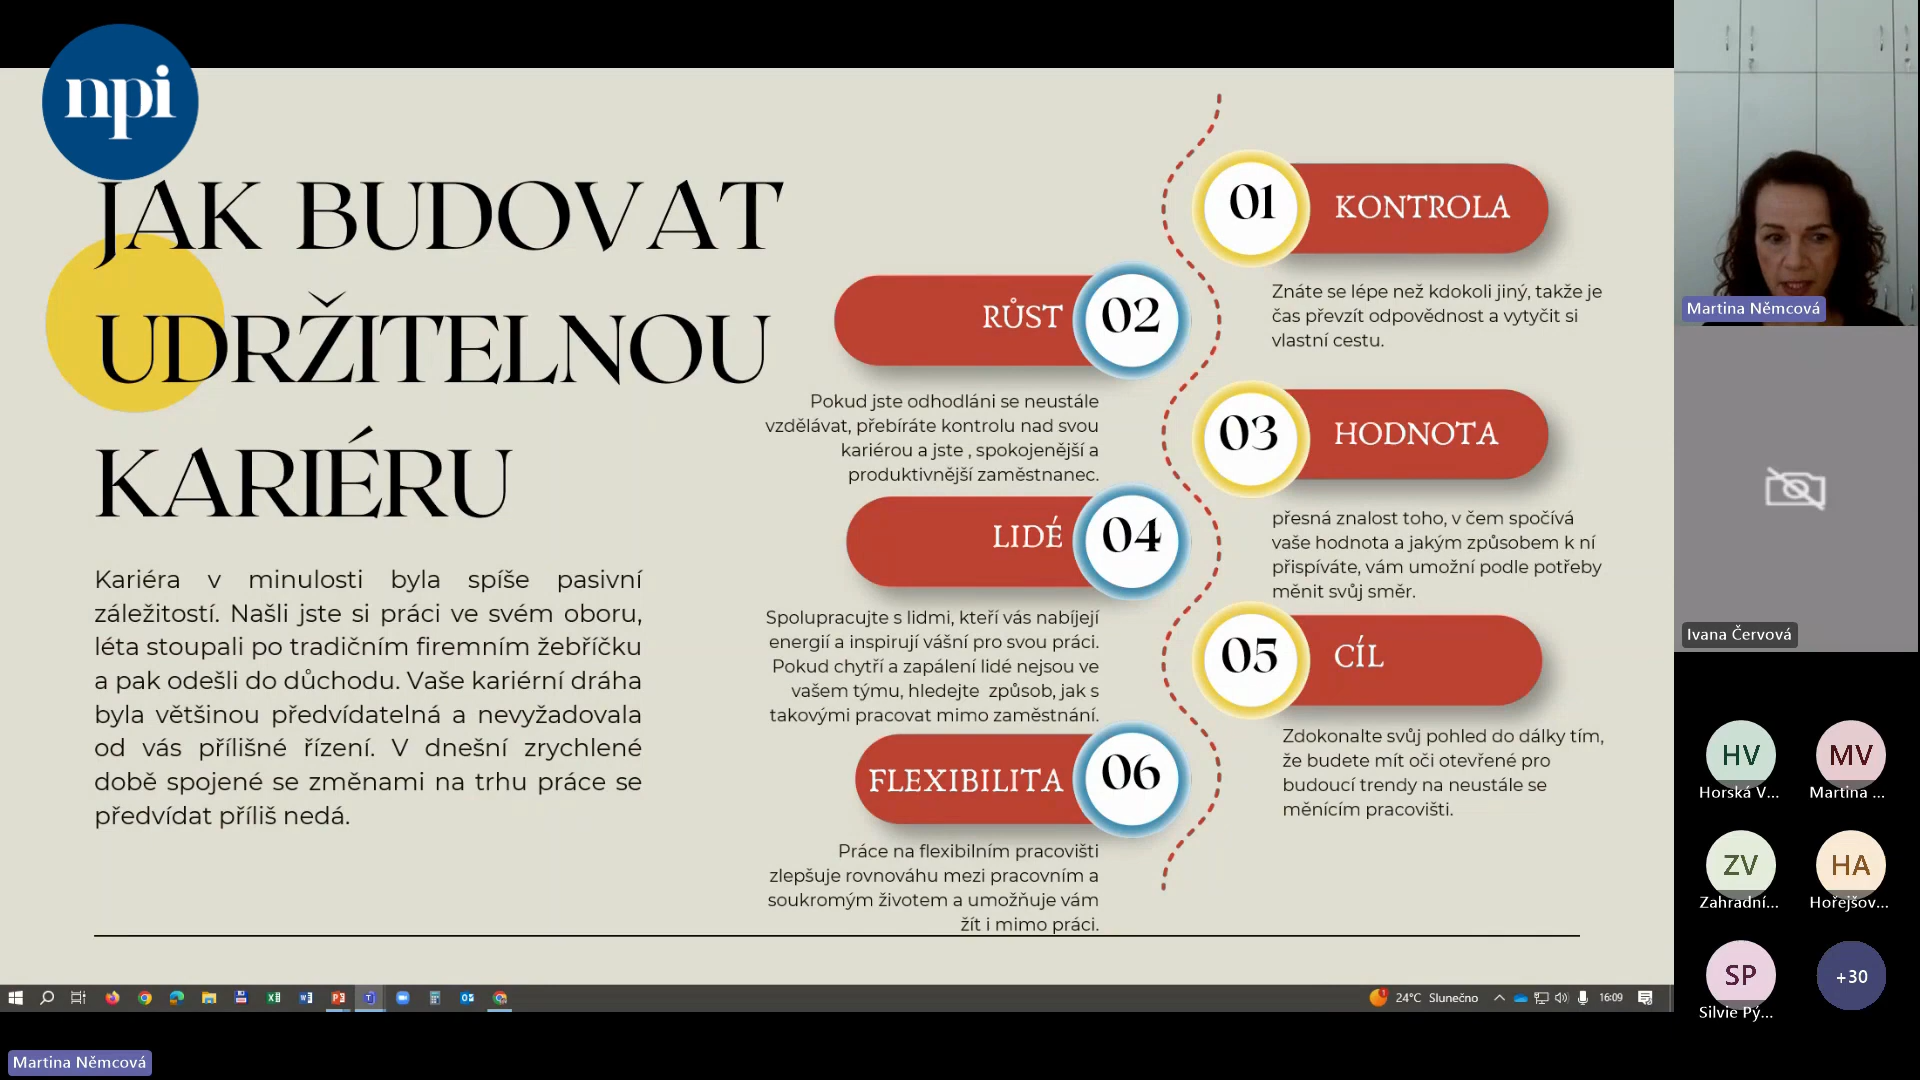 npi
JAK BUDOVAT
UDRŽITELNOU
KARIÉRU
Kariéra v minulosti byla spíše pasivní
záležitostí. Našli jste si práci ve svém oboru,
léta stoupali po tradičním firemním žebříčku
a pak odešli do důchodu. Vaše kariérní dráha
byla většinou předvídatelná a nevyžadovala
od vás přílišné řízení. V dnešní zrychlené
době spojené se změnami na trhu práce se
předvídat příliš nedá.
01
KONTROLA
Znáte se lépe než kdokoli jiný, takže je
čas převzít odpovědnost a vytyčit si
vlastní cestu.
RŮST
02
Pokud jste odhodláni se neustále
vzdělávat, přebíráte kontrolu nad svou
kariérou a jste , spokojenější a
produktivnější zaměstnanec.
03
HODNOTA
přesná znalost toho, v čem spočívá
vaše hodnota a jakým způsobem k ní
přispíváte, vám umožní podle potřeby
měnit svůj směr.
LIDÉ
04
Spolupracujte s lidmi, kteří vás nabíjejí
energií a inspirují vášní pro svou práci.
Pokud chytří a zapálení lidé nejsou ve
vašem týmu, hledejte způsob, jak s
takovými pracovat mimo zaměstnání.
05
CÍL
Zdokonalte svůj pohled do dálky tím,
že budete mít oči otevřené pro
budoucí trendy na neustále se
měnícím pracovišti.
FLEXIBILITA
06
Práce na flexibilním pracovišti
zlepšuje rovnováhu mezi pracovním a
soukromým životem a umožňuje vám
žít i mimo práci.
24°C Slunečno
16:09
Martina Němcová
Martina Němcová
Ivana Červová
HV
Horská V...
MV
Martina ...
ZV
Zahradní...
HA
Hořejšov...
SP
Silvie Pý...
+30